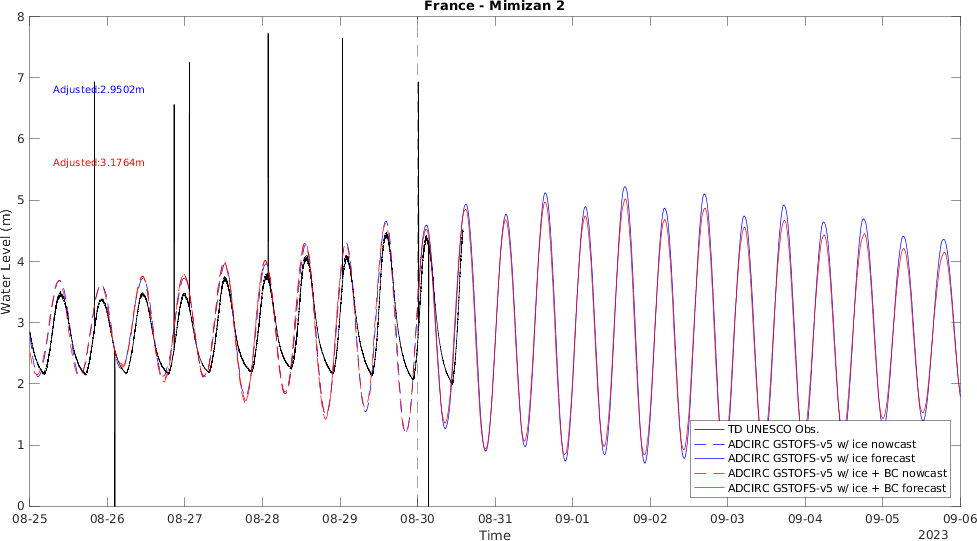 France - Mimizan 2
8
7
6
5
4
3
2
1
0
Water Level (m)
Adjusted:2.9502m
Adjusted:3.1764m
TD UNESCO Obs.
ADCIRC GSTOFS-v5 w/ ice nowcast
ADCIRC GSTOFS-v5 w/ ice forecast
ADCIRC GSTOFS-v5 w/ ice + BC nowcast
ADCIRC GSTOFS-v5 w/ ice + BC forecast
08-25 08-26 08-27 08-28 08-29 08-30 08-31 09-01 09-02 09-03 09-04 09-05 09-06
Time
2023